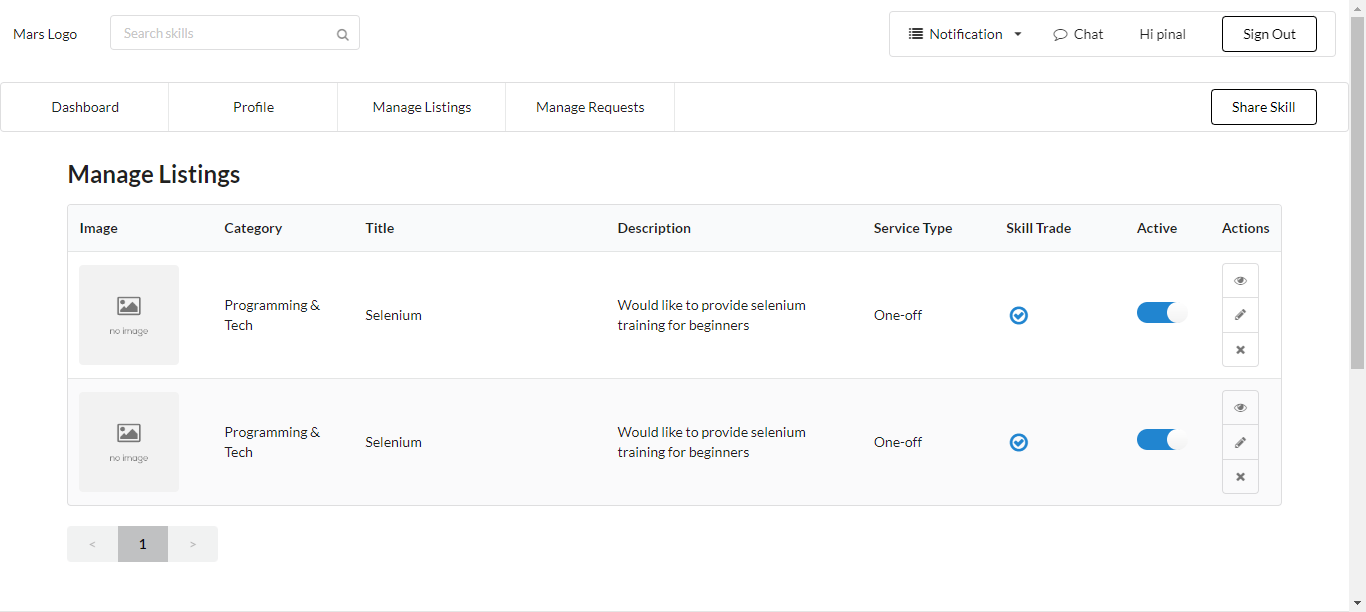 Mars Logo
Search skills
Notification
Chat
Hi pinal
Sign Out
Dashboard
Profile
Manage Listings
Manage Requests
Share Skill
Manage Listings
Image Category Title Description Service Type Skill Trade Active Actions
no image
Programming &
Tech
Selenium
Would like to provide selenium
training for beginners
One-off
no image
Programming &
Tech
Selenium
Would like to provide selenium
training for beginners
One-off
< 1 >